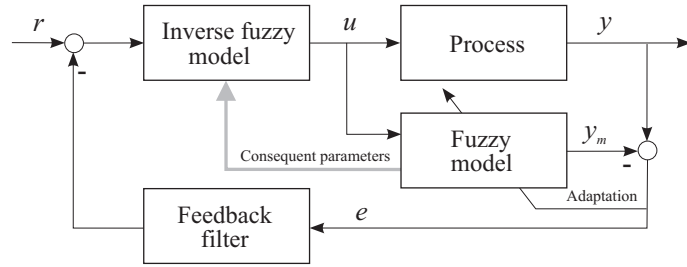 r
Inverse fuzzy
model
u
Process
y
-
Consequent parameters
Fuzzy
model
y_m
-
Adaptation
Feedback
filter
e